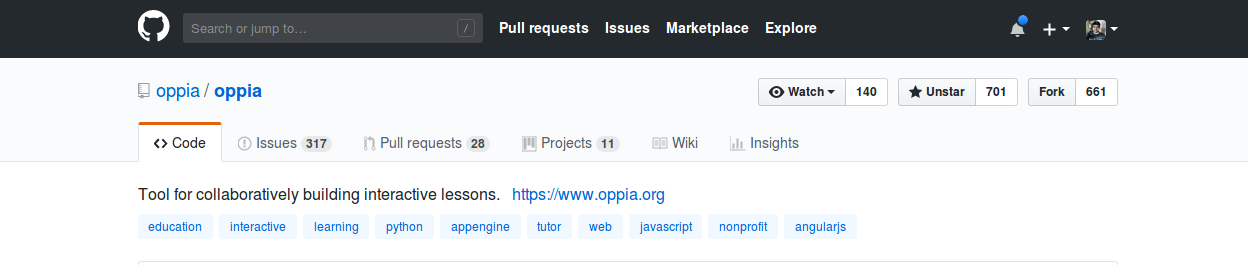 Search or jump to… / Pull requests Issues Marketplace Explore
oppia / oppia Watch 140 Unstar 701 Fork 661
Code Issues 317 Pull requests 28 Projects 11 Wiki Insights
Tool for collaboratively building interactive lessons. https://www.oppia.org
education interactive learning python appengine tutor web javascript nonprofit angularjs